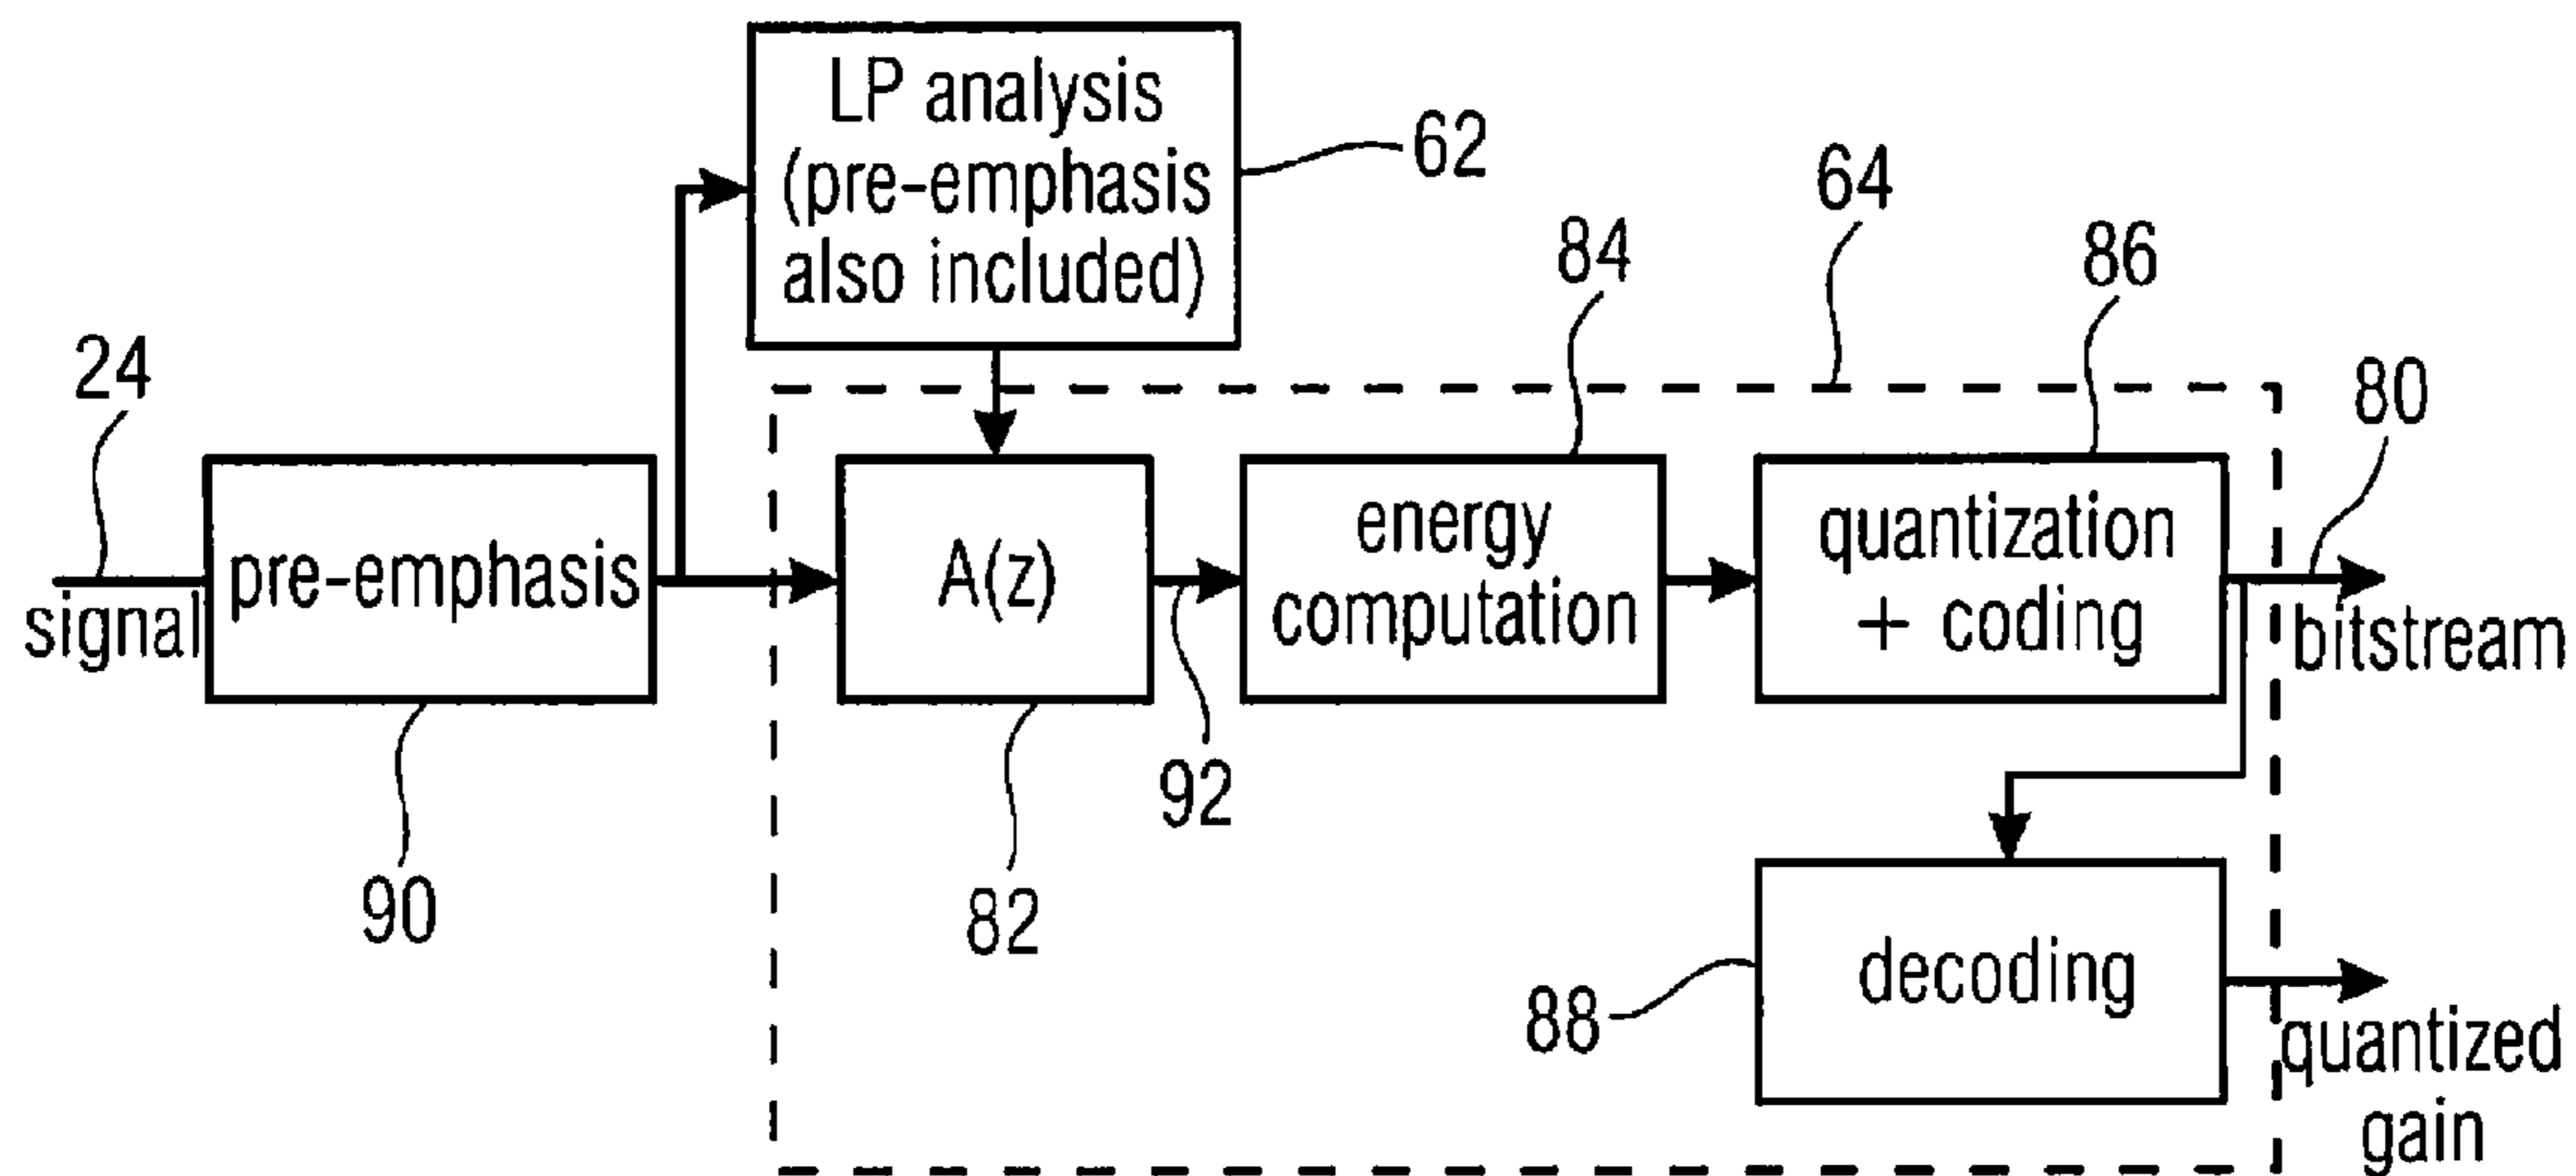 LP analysis
(pre-emphasis
also included)
62
64
84
86
24
80
signal
pre-emphasis
A(z)
energy
computation
quantization
+ coding
bitstream
92
90
82
decoding
88
quantized
gain